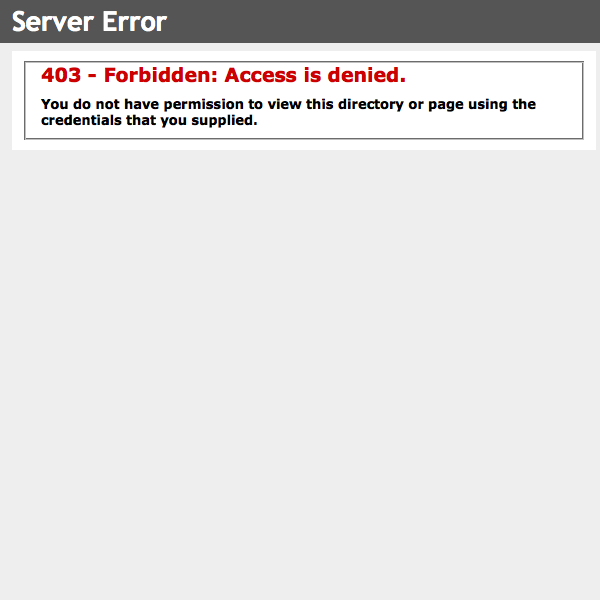 Server Error
403 - Forbidden: Access is denied.
You do not have permission to view this directory or page using the
credentials that you supplied.